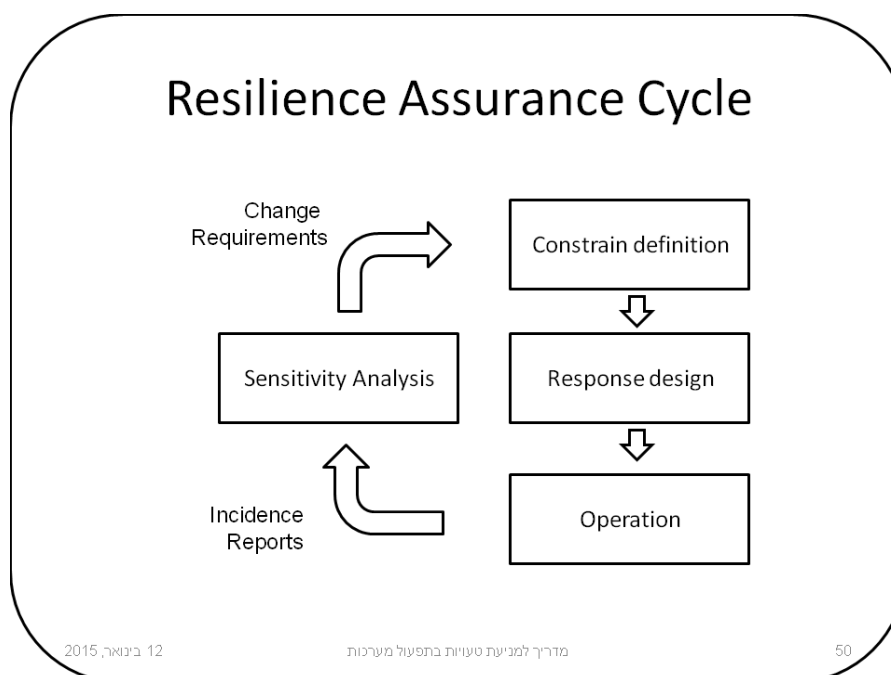 Resilience Assurance Cycle
Change
Requirements
Constrain definition
Sensitivity Analysis
Response design
Incidence
Reports
Operation
12 בינואר, 2015
מדריך למניעת טעויות בתפעול מערכות
50